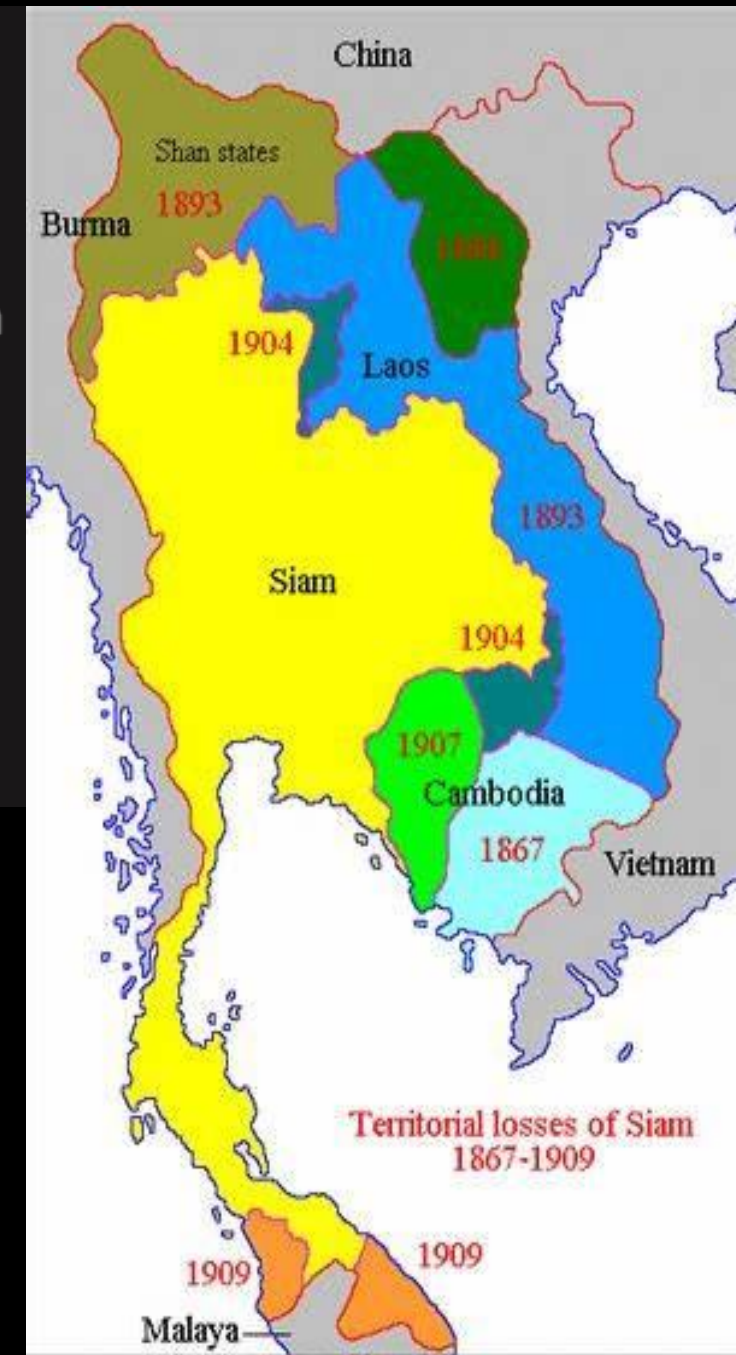 China
Shan states
1893
Burma
1904
Laos
1893
Siam
1904
1907
Cambodia
1867
Vietnam
Territorial losses of Siam
1867-1909
1909
1909
Malaya